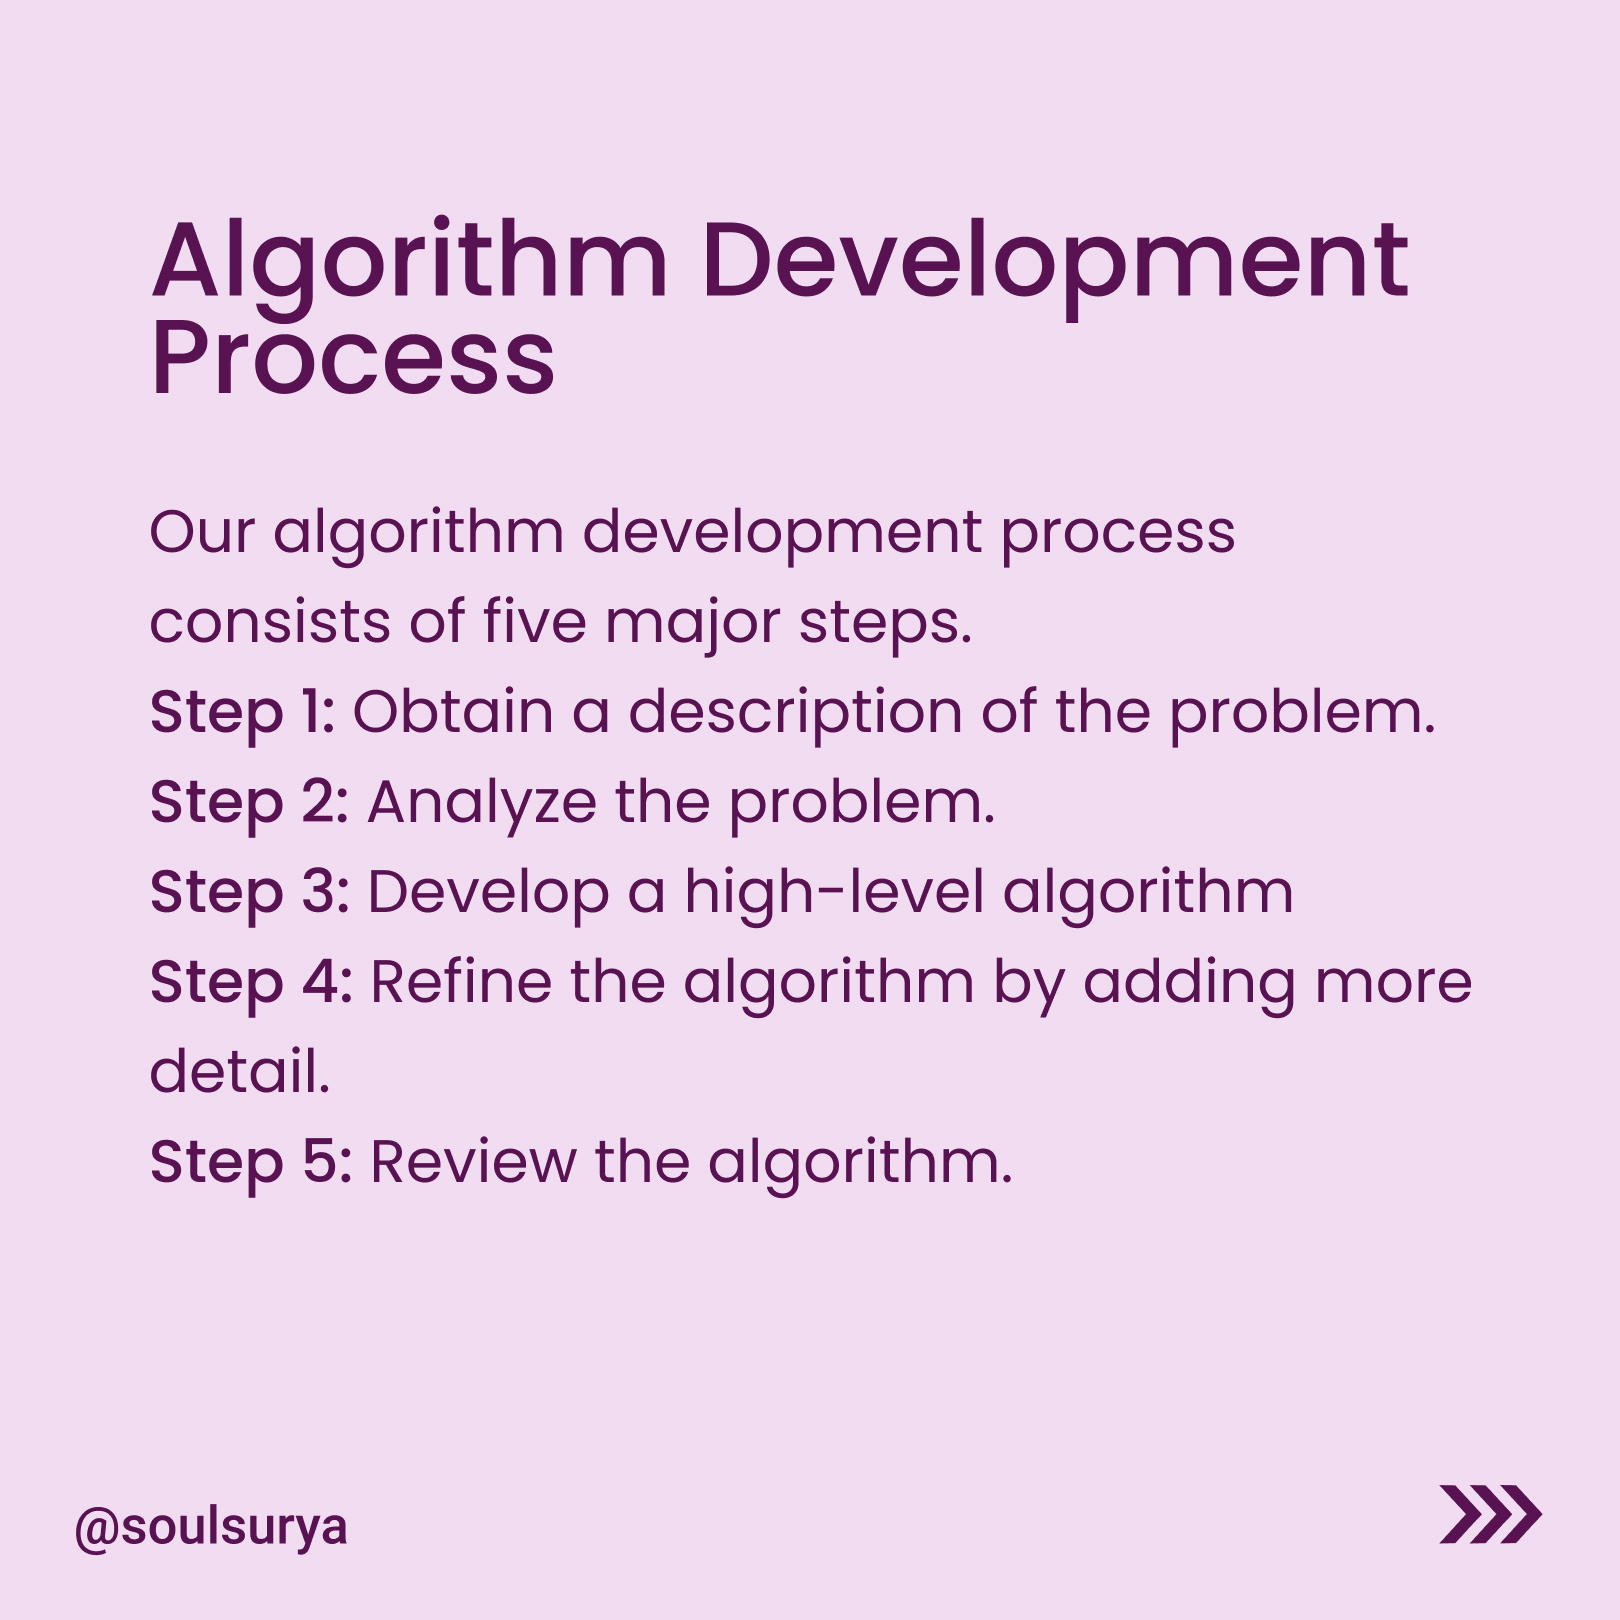 Algorithm Development
Process
Our algorithm development process
consists of five major steps.
Step 1: Obtain a description of the problem.
Step 2: Analyze the problem.
Step 3: Develop a high-level algorithm
Step 4: Refine the algorithm by adding more
detail.
Step 5: Review the algorithm.
@soulsurya